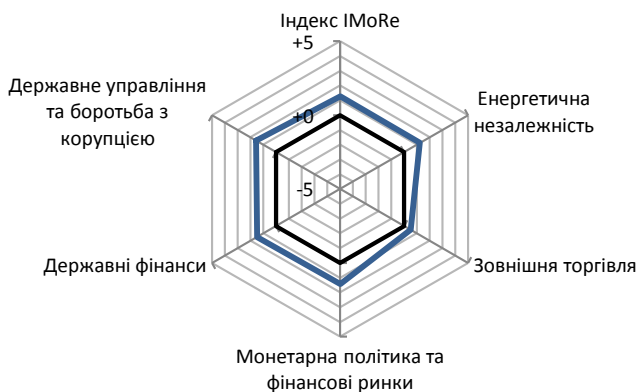 Індекс IMoRe
+5
Державне управління
та боротьба з
корупцією
Енергетична
незалежність
+0
-5
Державні фінанси
Зовнішня торгівля
Монетарна політика та
фінансові ринки